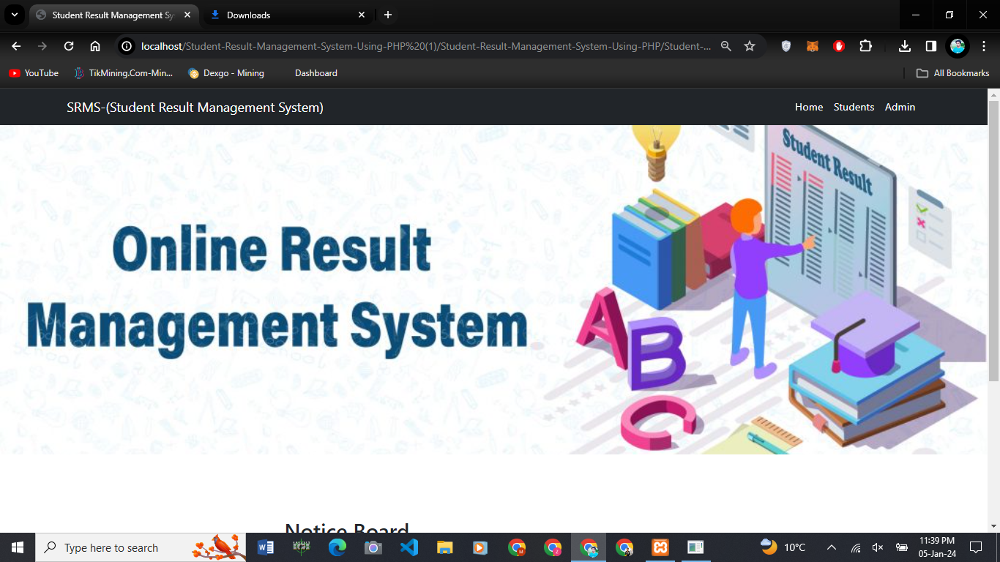 Student Result Management Sy
Downloads
localhost/Student-Result-Management-System-Using-PHP%20(1)/Student-Result-Management-System-Using-PHP/Student-...
YouTube
TikMining.Com-Min...
Dexgo - Mining
Dashboard
All Bookmarks
SRMS-(Student Result Management System)
Home
Students
Admin
Student Result
Online Result
Management System
A
B
C
Notice Board
Type here to search
10°C
11:39 PM
05-Jan-24